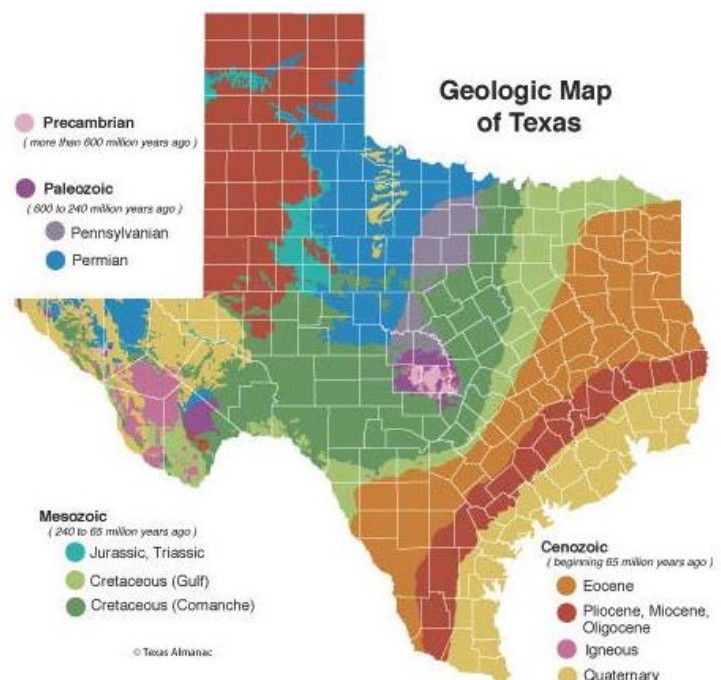 Geologic Map
of Texas
Precambrian
( more than 600 million years ago )
Paleozoic
( 600 to 240 million years ago )
Pennsylvanian
Permian
Mesozoic
( 240 to 65 million years ago )
Jurassic, Triassic
Cretaceous (Gulf)
Cretaceous (Comanche)
© Texas Almanac
Cenozoic
( beginning 65 million years ago )
Eocene
Pliocene, Miocene,
Oligocene
Igneous
Quaternary